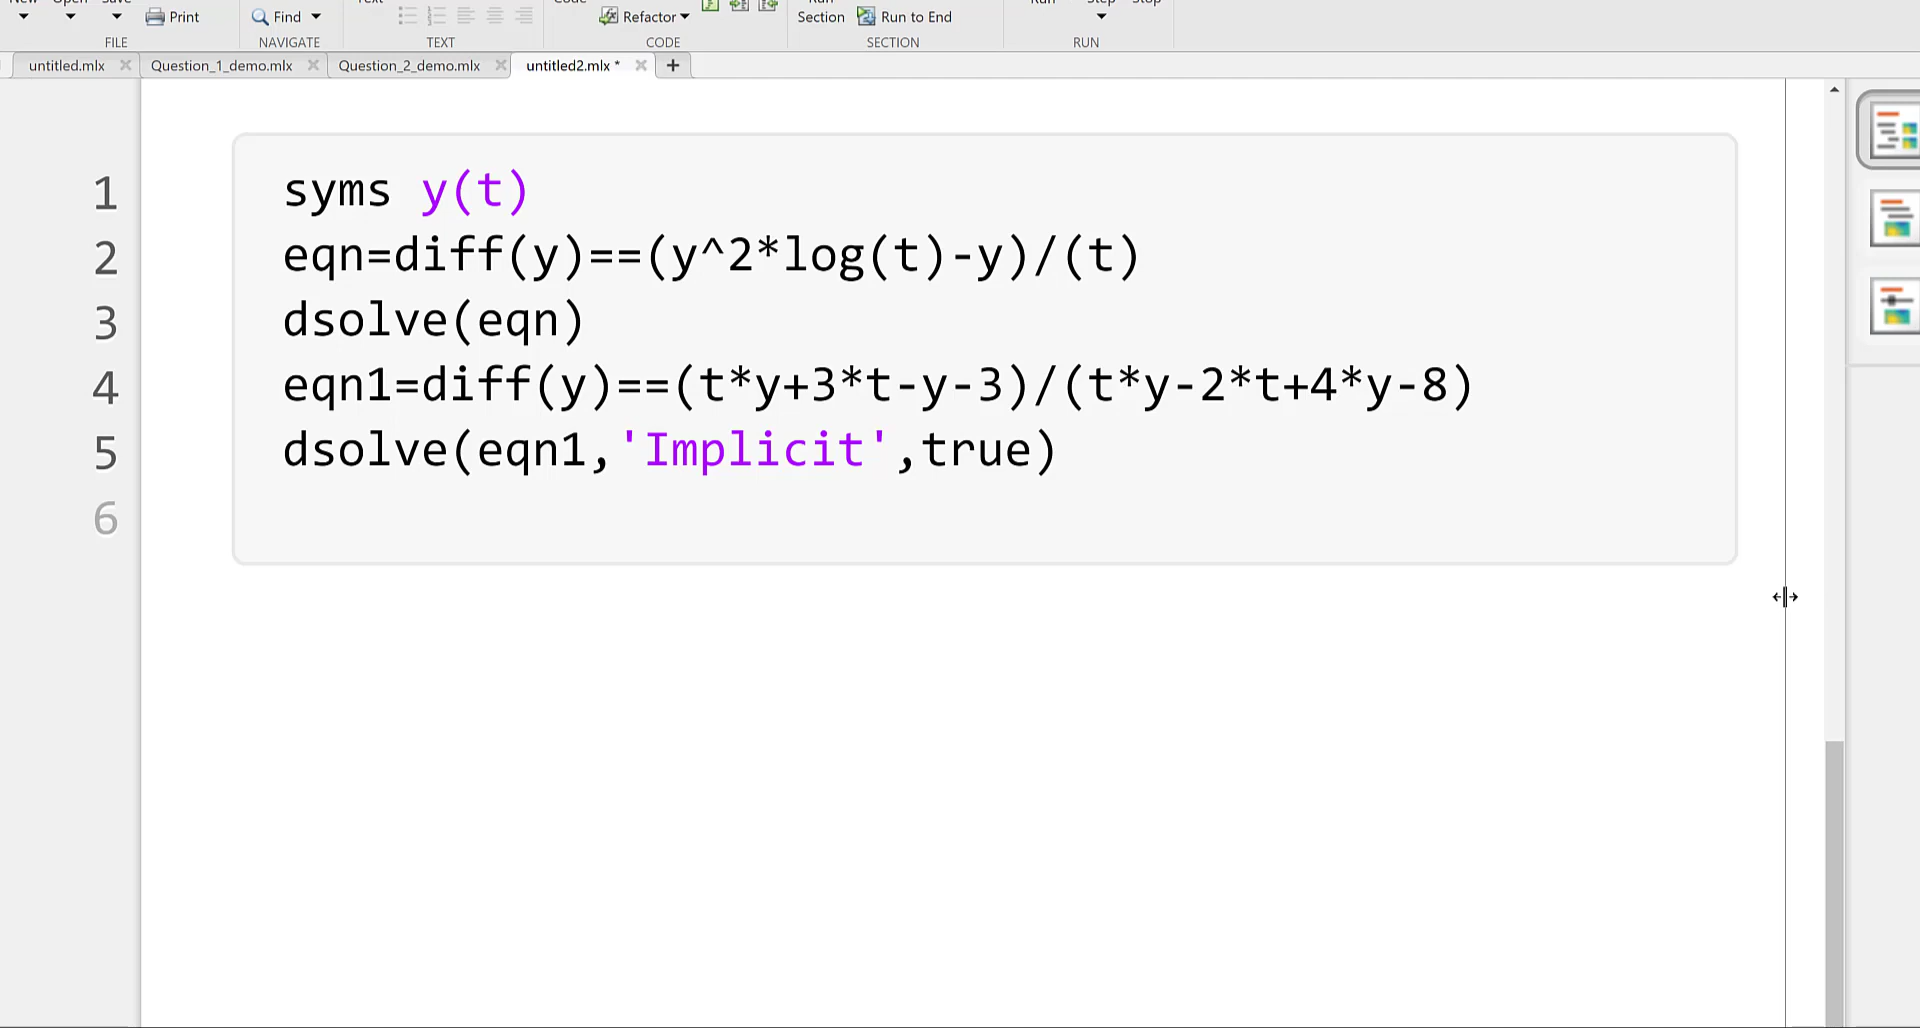 Print
Find
Refactor
Section
Run to End
FILE
NAVIGATE
TEXT
CODE
SECTION
RUN
untitled.mlx
Question_1_demo.mlx
Question_2_demo.mlx
untitled2.mlx *
1 syms y(t)
2 eqn=diff(y)==(y^2*log(t)-y)/(t)
3 dsolve(eqn)
4 eqn1=diff(y)==(t*y+3*t-y-3)/(t*y-2*t+4*y-8)
5 dsolve(eqn1,'Implicit',true)
6